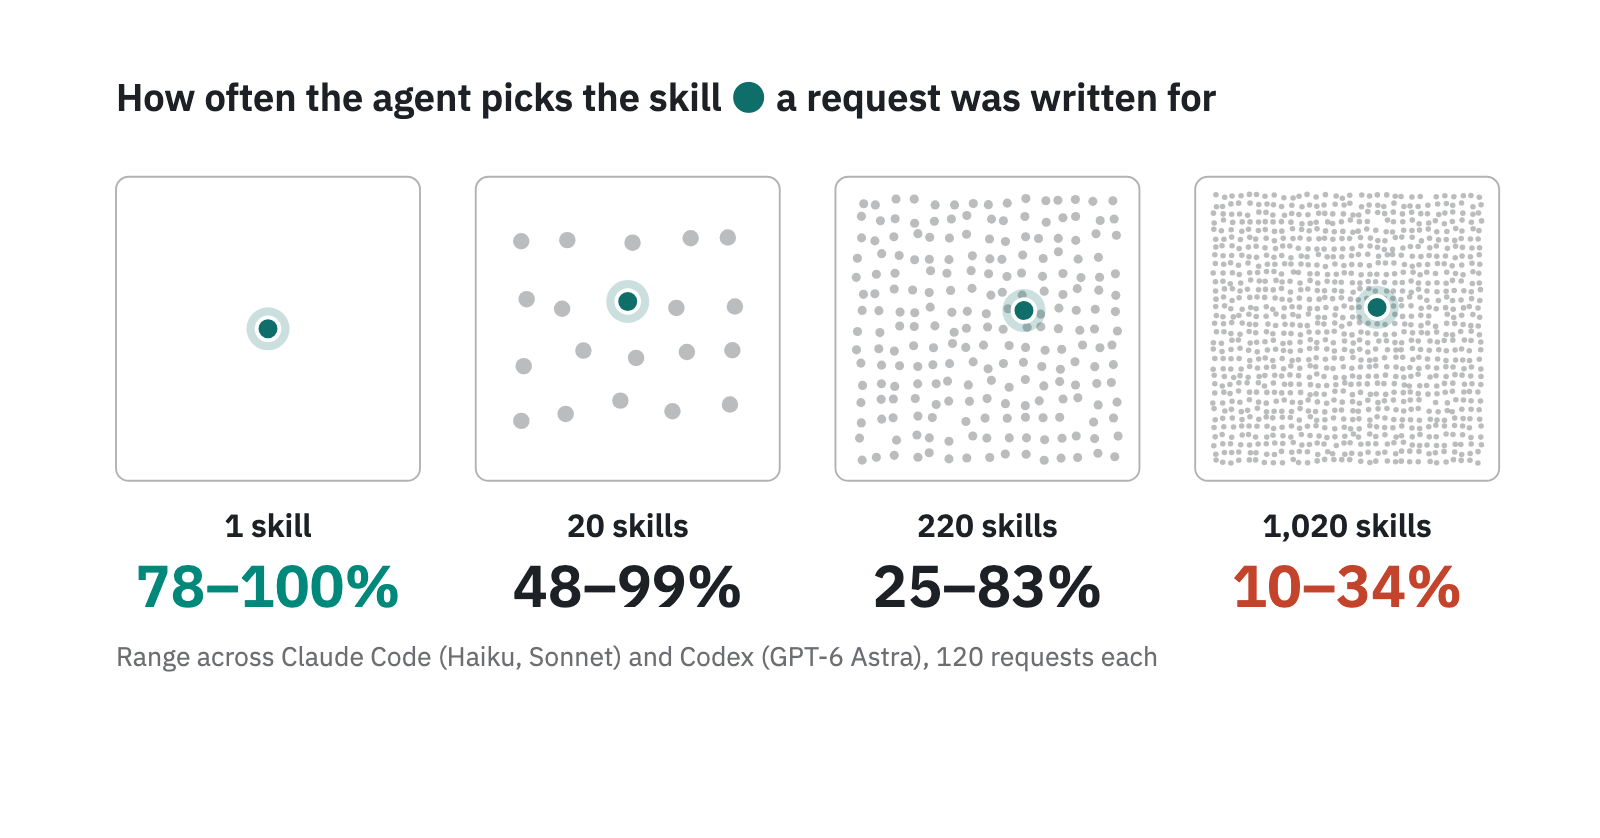 How often the agent picks the skill a request was written for
1 skill
20 skills
220 skills
1,020 skills
78–100%
48–99%
25–83%
10–34%
Range across Claude Code (Haiku, Sonnet) and Codex (GPT-6 Astra), 120 requests each